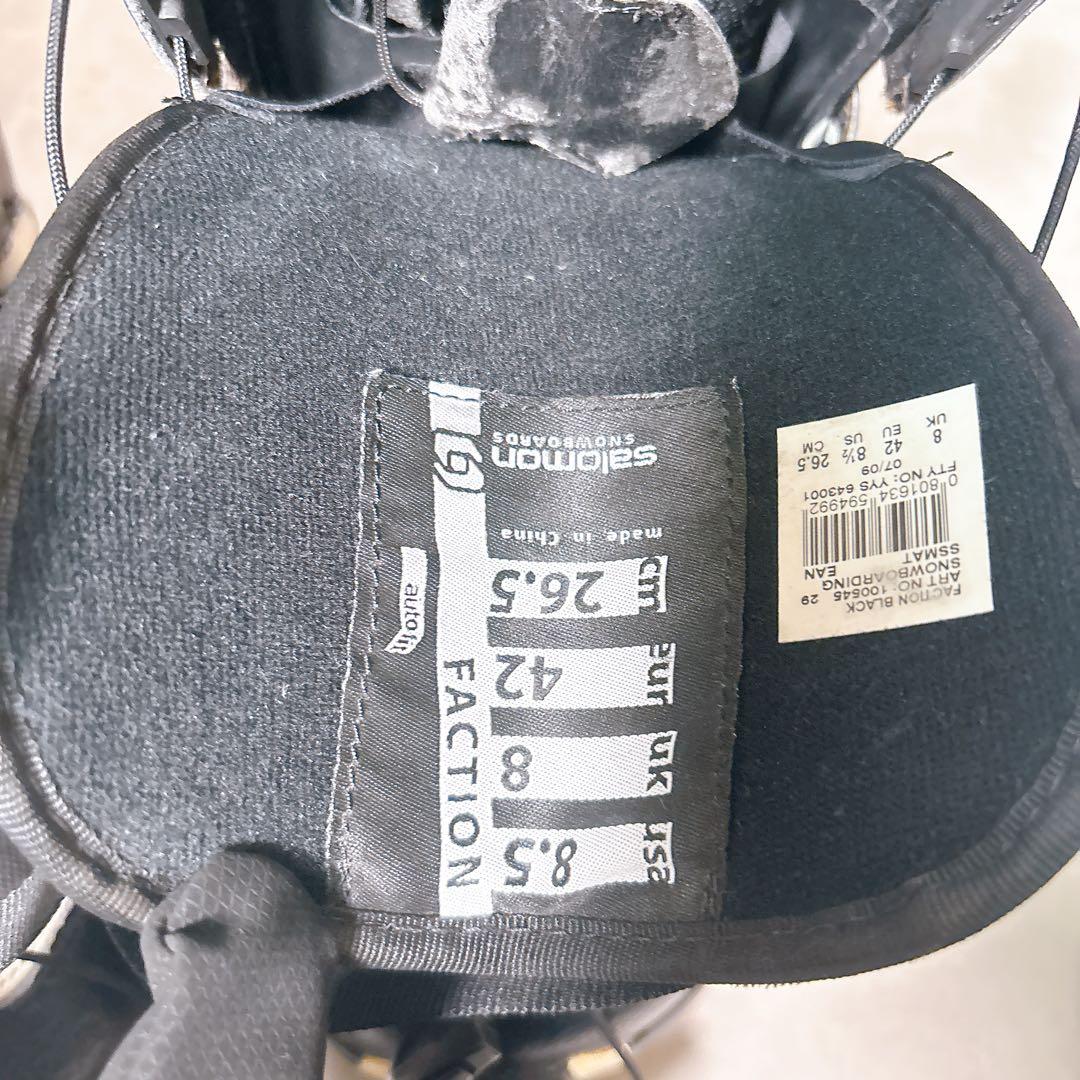 usa 8.5
uk 8
eur 42
cm 26.5
made in China
salomon
SNOWBOARDS
FACTION
autofit
FACTION BLACK
ART NO: 100545 29
SNOWBOARDING
SSMAT EAN
0 801634 594992
FTY NO: YYS 643001
07/09
UK EU US CM
8 42 8½ 26.5